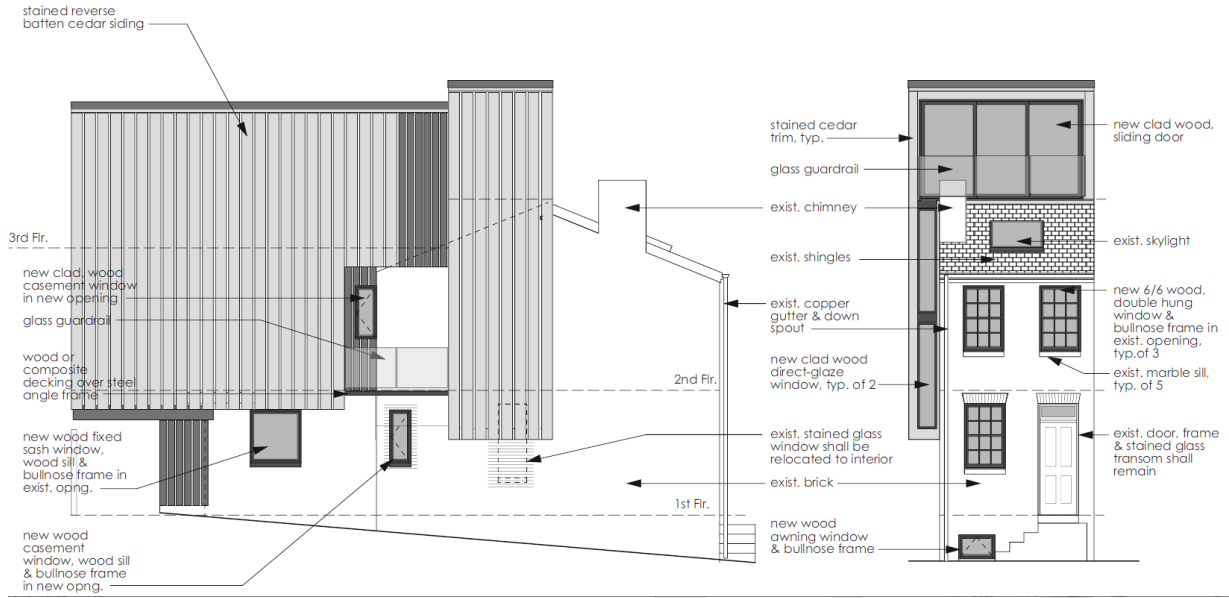 stained reverse
batten cedar siding
3rd Flr.
new clad, wood
casement window
in new opening
glass guardrail
wood or
composite
decking over steel
angle frame
new wood fixed
sash window,
wood sill &
bullnose frame in
exist. opng.
new wood
casement
window, wood sill
& bullnose frame
in new opng.
2nd Flr.
1st Flr.
stained cedar
trim, typ.
glass guardrail
exist. chimney
exist. shingles
exist. copper
gutter & down
spout
new clad wood
direct-glaze
window, typ. of 2
exist. stained glass
window shall be
relocated to interior
exist. brick
new wood
awning window
& bullnose frame
new clad wood,
sliding door
exist. skylight
new 6/6 wood,
double hung
window &
bullnose frame in
exist. opening,
typ.of 3
exist. marble sill,
typ. of 5
exist. door, frame
& stained glass
transom shall
remain